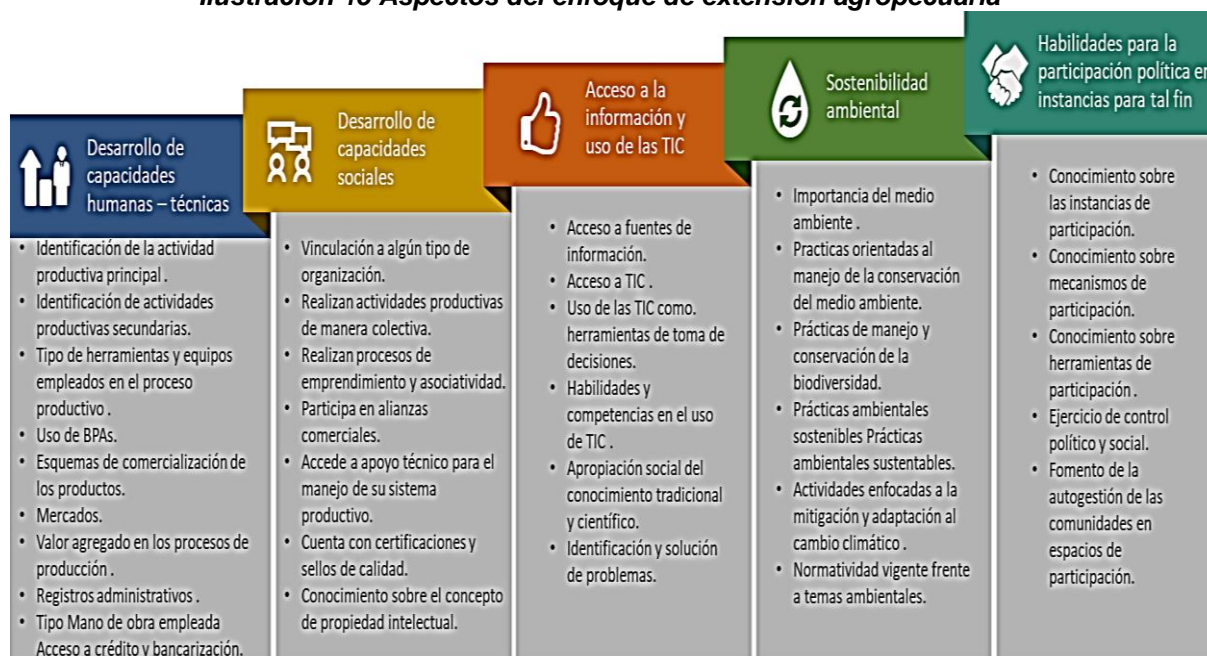 Ilustración 10 Aspectos del enfoque de extensión agropecuaria
Desarrollo de
capacidades
humanas – técnicas
• Identificación de la actividad
productiva principal .
• Identificación de actividades
productivas secundarias.
• Tipo de herramientas y equipos
empleados en el proceso
productivo .
• Uso de BPAs.
• Esquemas de comercialización de
los productos.
• Mercados.
• Valor agregado en los procesos de
producción .
• Registros administrativos .
• Tipo Mano de obra empleada
Acceso a crédito y bancarización.
Desarrollo de
capacidades
sociales
• Vinculación a algún tipo de
organización.
• Realizan actividades productivas
de manera colectiva.
• Realizan procesos de
emprendimiento y asociatividad.
• Participa en alianzas
comerciales.
• Accede a apoyo técnico para el
manejo de su sistema
productivo.
• Cuenta con certificaciones y
sellos de calidad.
• Conocimiento sobre el concepto
de propiedad intelectual.
Acceso a la
información y
uso de las TIC
• Acceso a fuentes de
información.
• Acceso a TIC .
• Uso de las TIC como.
herramientas de toma de
decisiones.
• Habilidades y
competencias en el uso
de TIC .
• Apropiación social del
conocimiento tradicional
y científico.
• Identificación y solución
de problemas.
Sostenibilidad
ambiental
• Importancia del medio
ambiente .
• Practicas orientadas al
manejo de la conservación
del medio ambiente.
• Prácticas de manejo y
conservación de la
biodiversidad.
• Prácticas ambientales
sostenibles Prácticas
ambientales sustentables.
• Actividades enfocadas a la
mitigación y adaptación al
cambio climático .
• Normatividad vigente frente
a temas ambientales.
Habilidades para la
participación política en
instancias para tal fin
• Conocimiento sobre
las instancias de
participación.
• Conocimiento sobre
mecanismos de
participación.
• Conocimiento sobre
herramientas de
participación .
• Ejercicio de control
político y social.
• Fomento de la
autogestión de las
comunidades en
espacios de
participación.